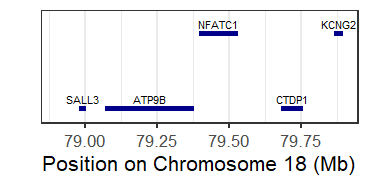 NFATC1 KCNG2
SALL3 ATP9B CTDP1
79.00 79.25 79.50 79.75
Position on Chromosome 18 (Mb)